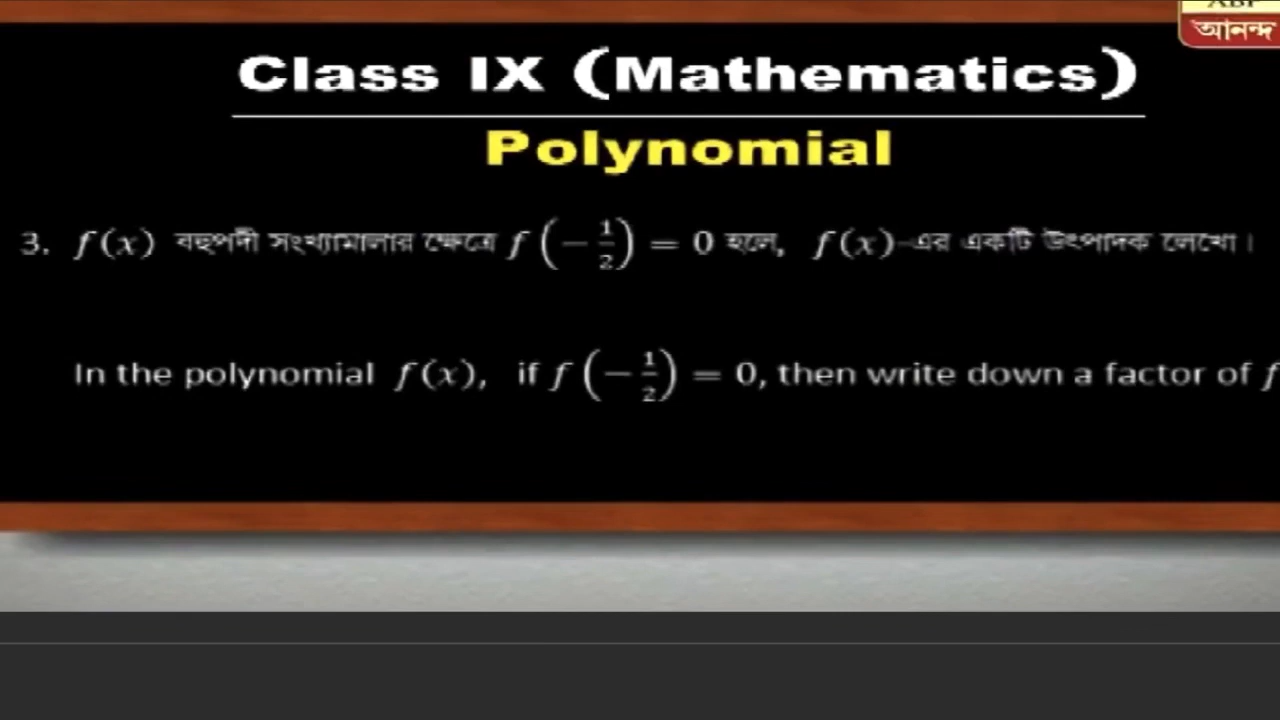 আনন্দ
Class IX (Mathematics)
Polynomial
3. f(x) বহুপদী সংখ্যামালার ক্ষেত্রে f(−1/2) = 0 হলে, f(x)-এর একটি উৎপাদক লেখো।
In the polynomial f(x), if f(−1/2) = 0, then write down a factor of f